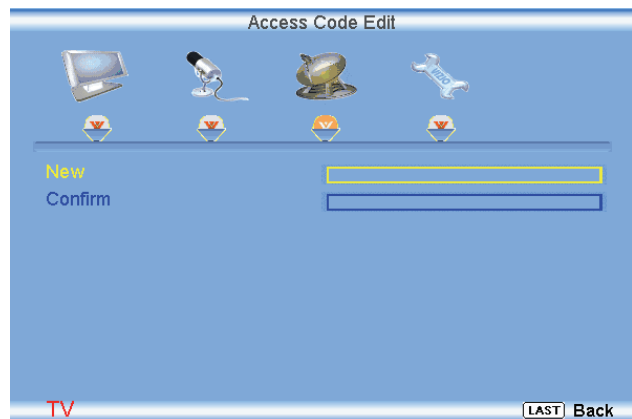 Access Code Edit
VIZIO
New
Confirm
TV
LAST Back